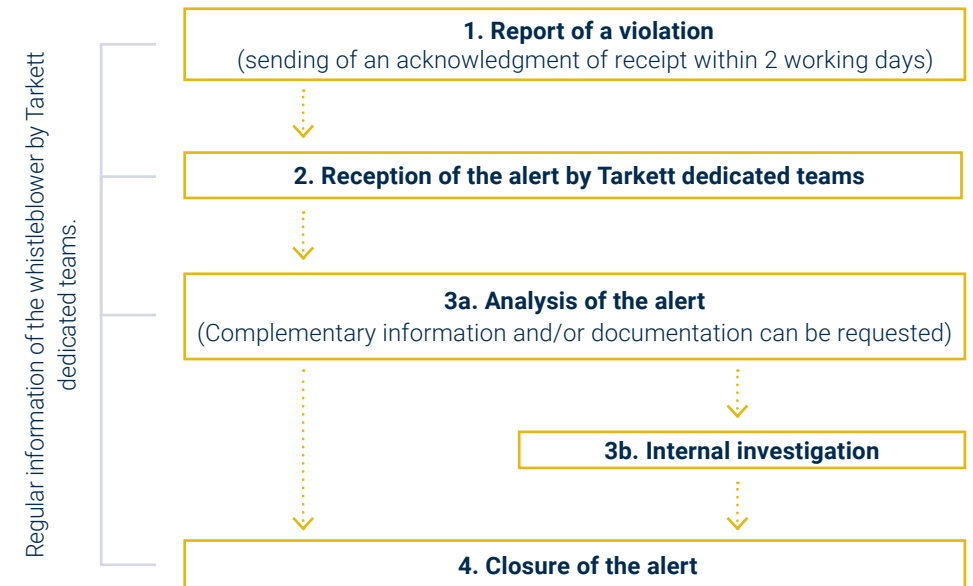 Regular information of the whistleblower by Tarkett
dedicated teams.
1. Report of a violation
(sending of an acknowledgment of receipt within 2 working days)
2. Reception of the alert by Tarkett dedicated teams
3a. Analysis of the alert
(Complementary information and/or documentation can be requested)
3b. Internal investigation
4. Closure of the alert